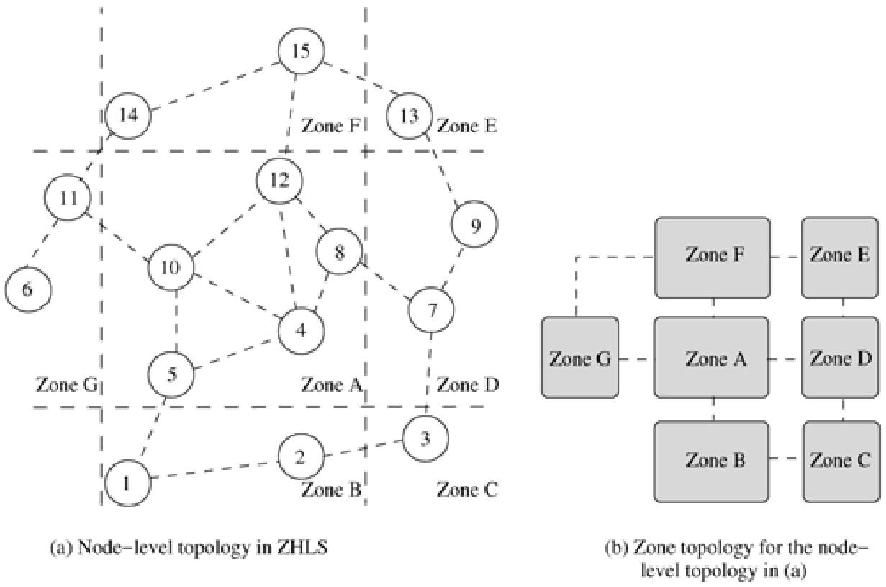 15
14
13
Zone F
Zone E
12
11
9
8
10
6
7
4
5
Zone G
Zone A
Zone D
3
2
1
Zone B
Zone C
(a) Node-level topology in ZHLS
Zone F
Zone E
Zone G
Zone A
Zone D
Zone B
Zone C
(b) Zone topology for the node-
level topology in (a)